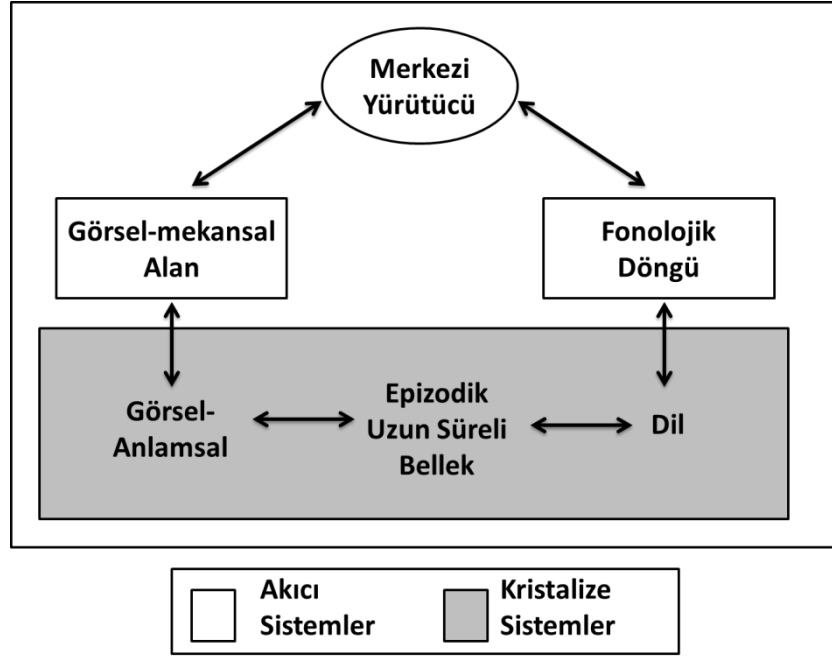 Merkezi
Yürütücü
Görsel-mekansal
Alan
Fonolojik
Döngü
Görsel-
Anlamsal
Epizodik
Uzun Süreli
Bellek
Dil
Akıcı
Sistemler
Kristalize
Sistemler